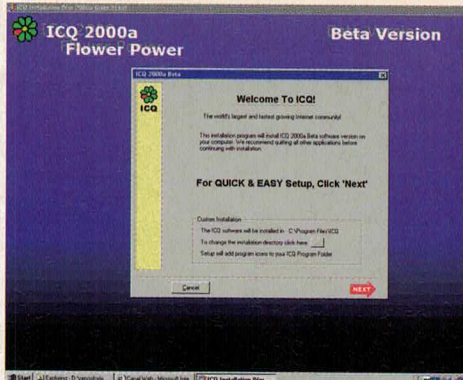 ICQ 2000a
Flower Power
Beta Version
ICQ 2000a Beta
ICQ
Welcome To ICQ!
The world's largest and fastest growing Internet community!
This installation program will install ICQ 2000a Beta software version on
your computer. We recommend quitting all other applications before
continuing with installation.
For QUICK & EASY Setup, Click 'Next'
Custom Installation
The ICQ software will be installed in C:\Program Files\ICQ
To change the installation directory click here
Setup will add program icons to your ICQ Program Folder
Cancel
NEXT
Start